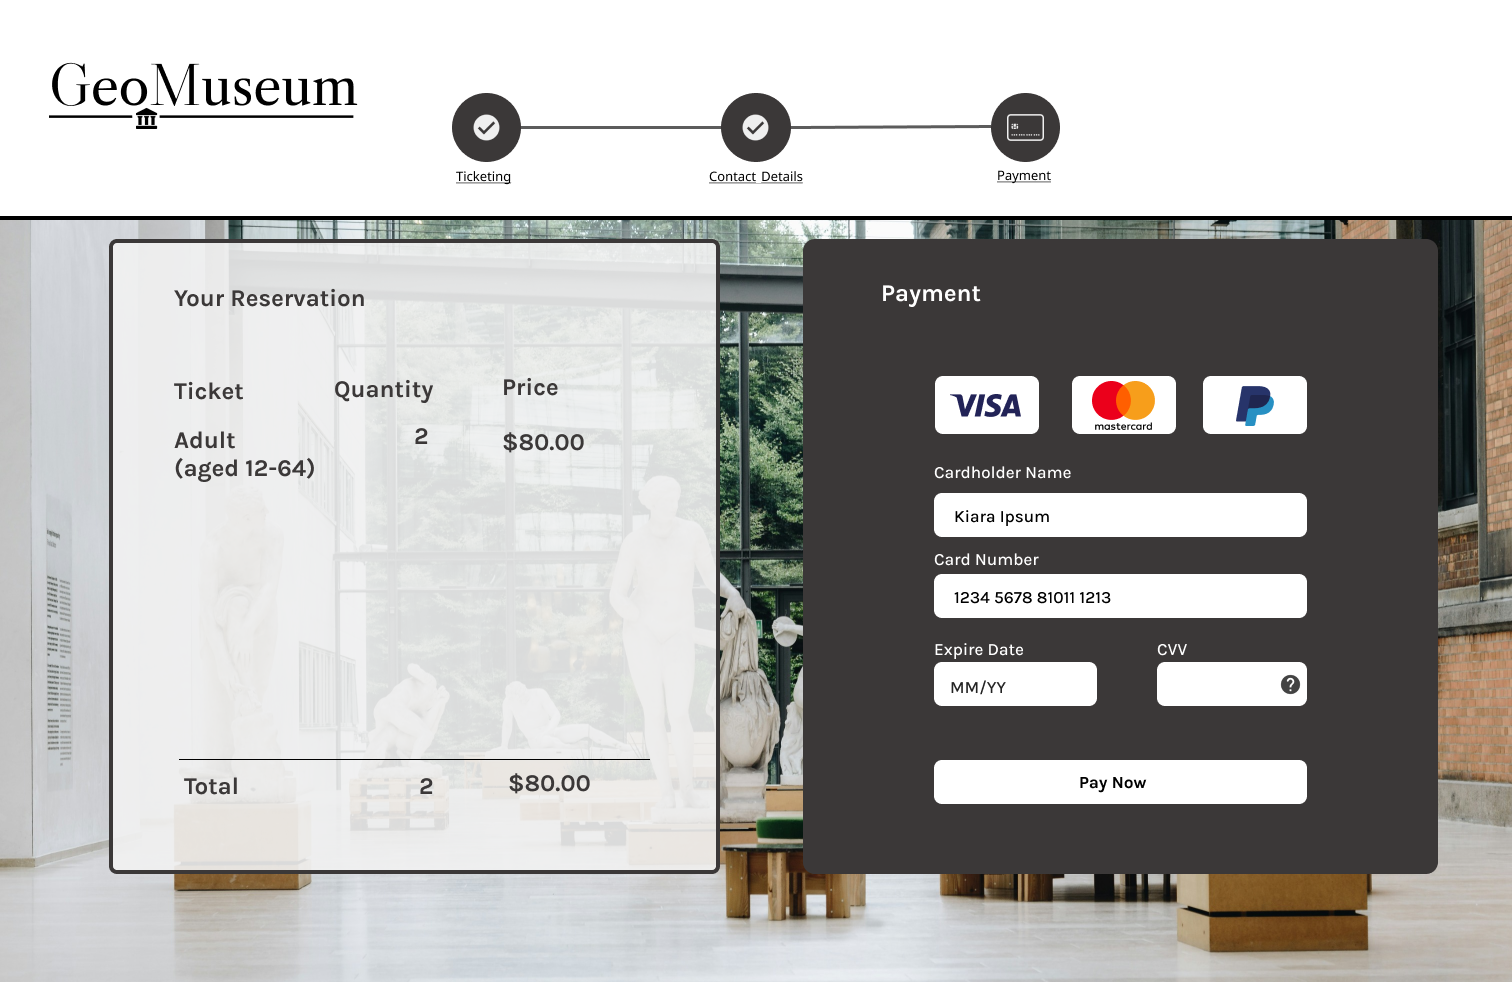 GeoMuseum
Ticketing
Contact Details
Payment
Your Reservation
Ticket Quantity Price
Adult 2 $80.00
(aged 12-64)
Total 2 $80.00
Payment
VISA
mastercard
Cardholder Name
Kiara Ipsum
Card Number
1234 5678 81011 1213
Expire Date CVV
MM/YY ?
Pay Now